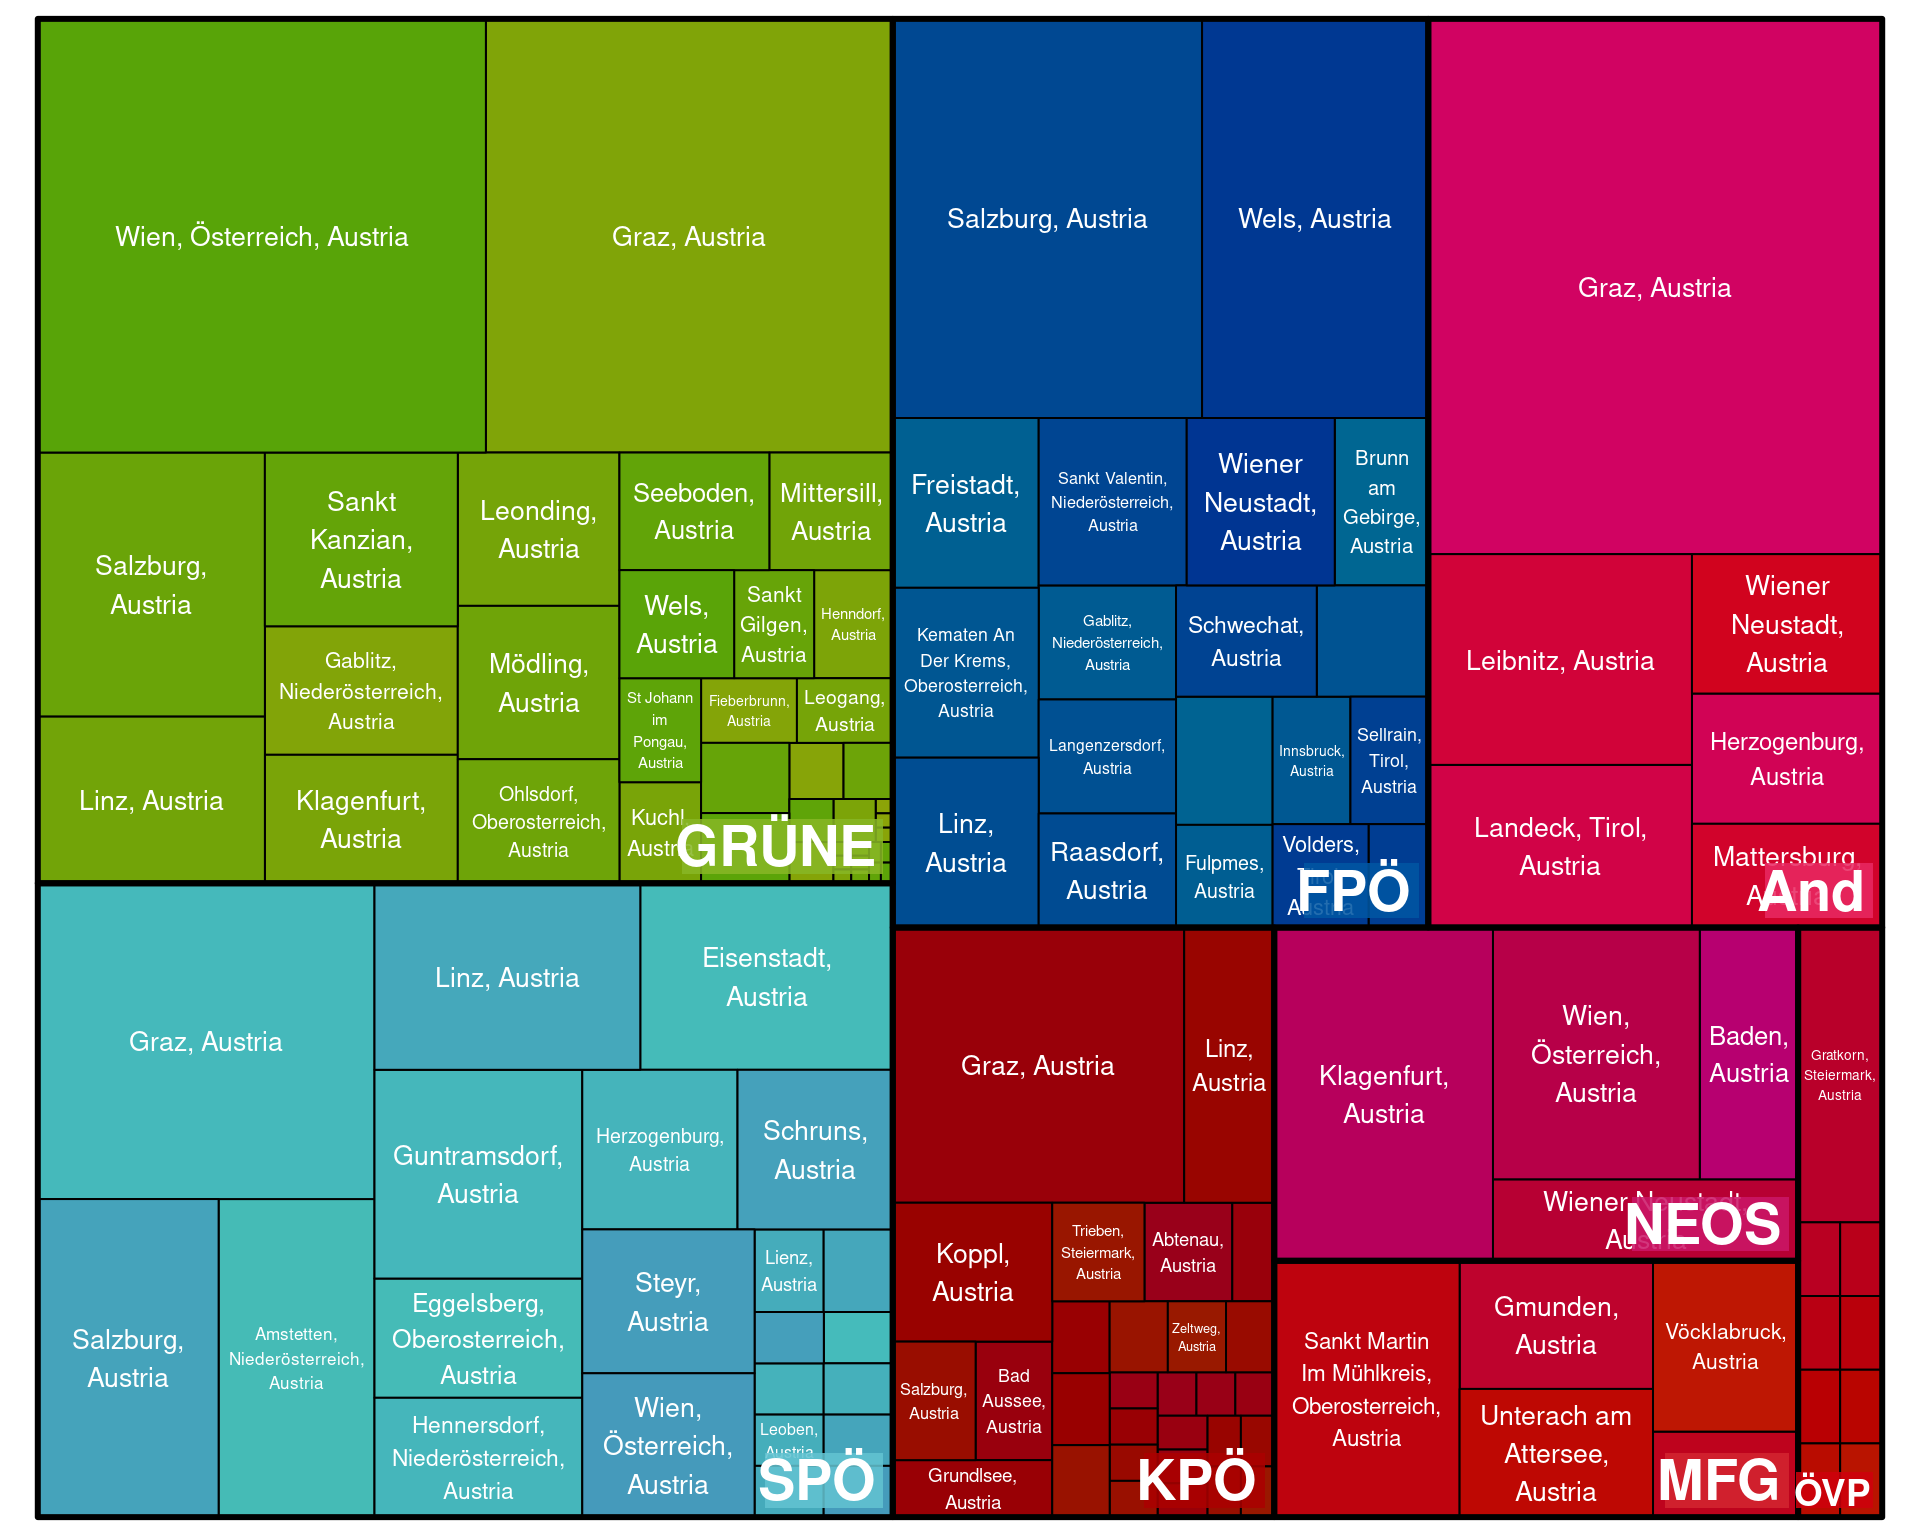 Wien, Österreich, Austria
Graz, Austria
Salzburg,
Austria
Sankt
Kanzian,
Austria
Leonding,
Austria
Seeboden,
Austria
Mittersill,
Austria
Wels,
Austria
Sankt
Gilgen,
Austria
Henndorf,
Austria
Gablitz,
Niederösterreich,
Austria
Mödling,
Austria
St Johann
im
Pongau,
Austria
Fieberbrunn,
Austria
Leogang,
Austria
Linz, Austria
Klagenfurt,
Austria
Ohlsdorf,
Oberosterreich,
Austria
Kuchl,
Austria
GRÜNE
Salzburg, Austria
Wels, Austria
Freistadt,
Austria
Sankt Valentin,
Niederösterreich,
Austria
Wiener
Neustadt,
Austria
Brunn
am
Gebirge,
Austria
Kematen An
Der Krems,
Oberosterreich,
Austria
Gablitz,
Niederösterreich,
Austria
Schwechat,
Austria
Langenzersdorf,
Austria
Innsbruck,
Austria
Sellrain,
Tirol,
Austria
Linz,
Austria
Raasdorf,
Austria
Fulpmes,
Austria
Volders,
Tirol,
Austria
FPÖ
Graz, Austria
Leibnitz, Austria
Wiener
Neustadt,
Austria
Herzogenburg,
Austria
Landeck, Tirol,
Austria
Mattersburg,
Austria
And
Graz, Austria
Linz, Austria
Eisenstadt,
Austria
Guntramsdorf,
Austria
Herzogenburg,
Austria
Schruns,
Austria
Salzburg,
Austria
Amstetten,
Niederösterreich,
Austria
Eggelsberg,
Oberosterreich,
Austria
Hennersdorf,
Niederösterreich,
Austria
Steyr,
Austria
Lienz,
Austria
Wien,
Österreich,
Austria
Leoben,
Austria
SPÖ
Graz, Austria
Linz,
Austria
Koppl,
Austria
Trieben,
Steiermark,
Austria
Abtenau,
Austria
Zeltweg,
Austria
Salzburg,
Austria
Bad
Aussee,
Austria
Grundlsee,
Austria
KPÖ
Klagenfurt,
Austria
Wien,
Österreich,
Austria
Baden,
Austria
Wiener Neustadt,
Austria
NEOS
Sankt Martin
Im Mühlkreis,
Oberosterreich,
Austria
Gmunden,
Austria
Vöcklabruck,
Austria
Unterach am
Attersee,
Austria
MFG
Gratkorn,
Steiermark,
Austria
ÖVP